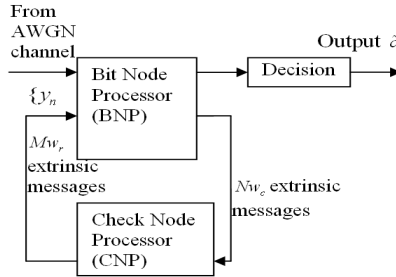 From
AWGN
channel
{y_n
Bit Node
Processor
(BNP)
Decision
Output
Mw_r
extrinsic
messages
Nw_c extrinsic
messages
Check Node
Processor
(CNP)